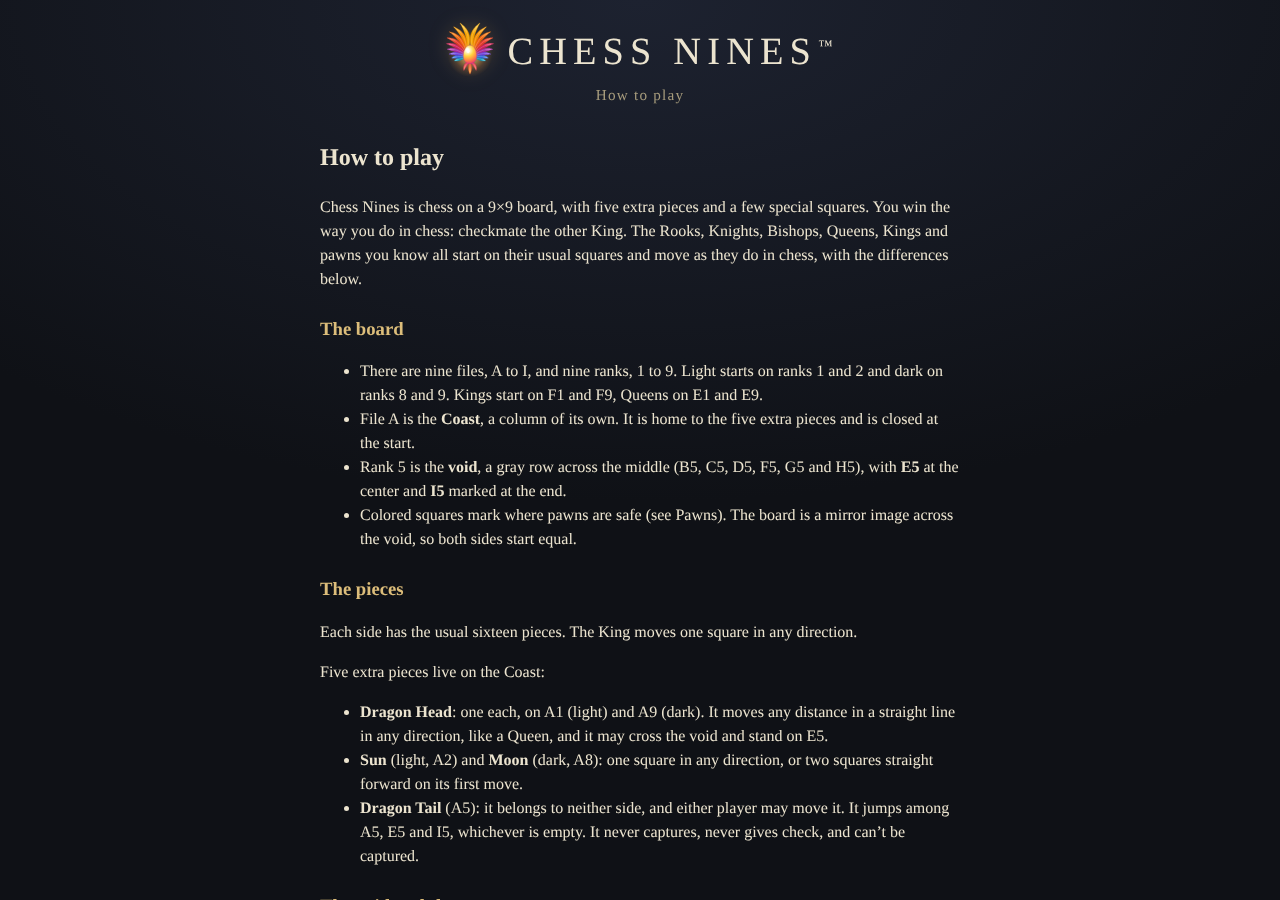 CHESS NINES™
How to play
How to play
Chess Nines is chess on a 9×9 board, with five extra pieces and a few special squares. You win the
way you do in chess: checkmate the other King. The Rooks, Knights, Bishops, Queens, Kings and
pawns you know all start on their usual squares and move as they do in chess, with the differences
below.
The board
• There are nine files, A to I, and nine ranks, 1 to 9. Light starts on ranks 1 and 2 and dark on
ranks 8 and 9. Kings start on F1 and F9, Queens on E1 and E9.
• File A is the Coast, a column of its own. It is home to the five extra pieces and is closed at
the start.
• Rank 5 is the void, a gray row across the middle (B5, C5, D5, F5, G5 and H5), with E5 at the
center and I5 marked at the end.
• Colored squares mark where pawns are safe (see Pawns). The board is a mirror image across
the void, so both sides start equal.
The pieces
Each side has the usual sixteen pieces. The King moves one square in any direction.
Five extra pieces live on the Coast:
• Dragon Head: one each, on A1 (light) and A9 (dark). It moves any distance in a straight line
in any direction, like a Queen, and it may cross the void and stand on E5.
• Sun (light, A2) and Moon (dark, A8): one square in any direction, or two squares straight
forward on its first move.
• Dragon Tail (A5): it belongs to neither side, and either player may move it. It jumps among
A5, E5 and I5, whichever is empty. It never captures, never gives check, and can’t be
captured.